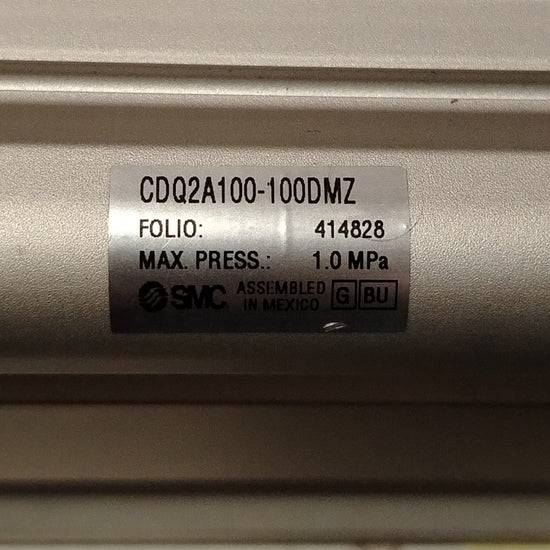 CDQ2A100-100DMZ
FOLIO: 414828
MAX. PRESS.: 1.0 MPa
SMC ASSEMBLED IN MEXICO G BU